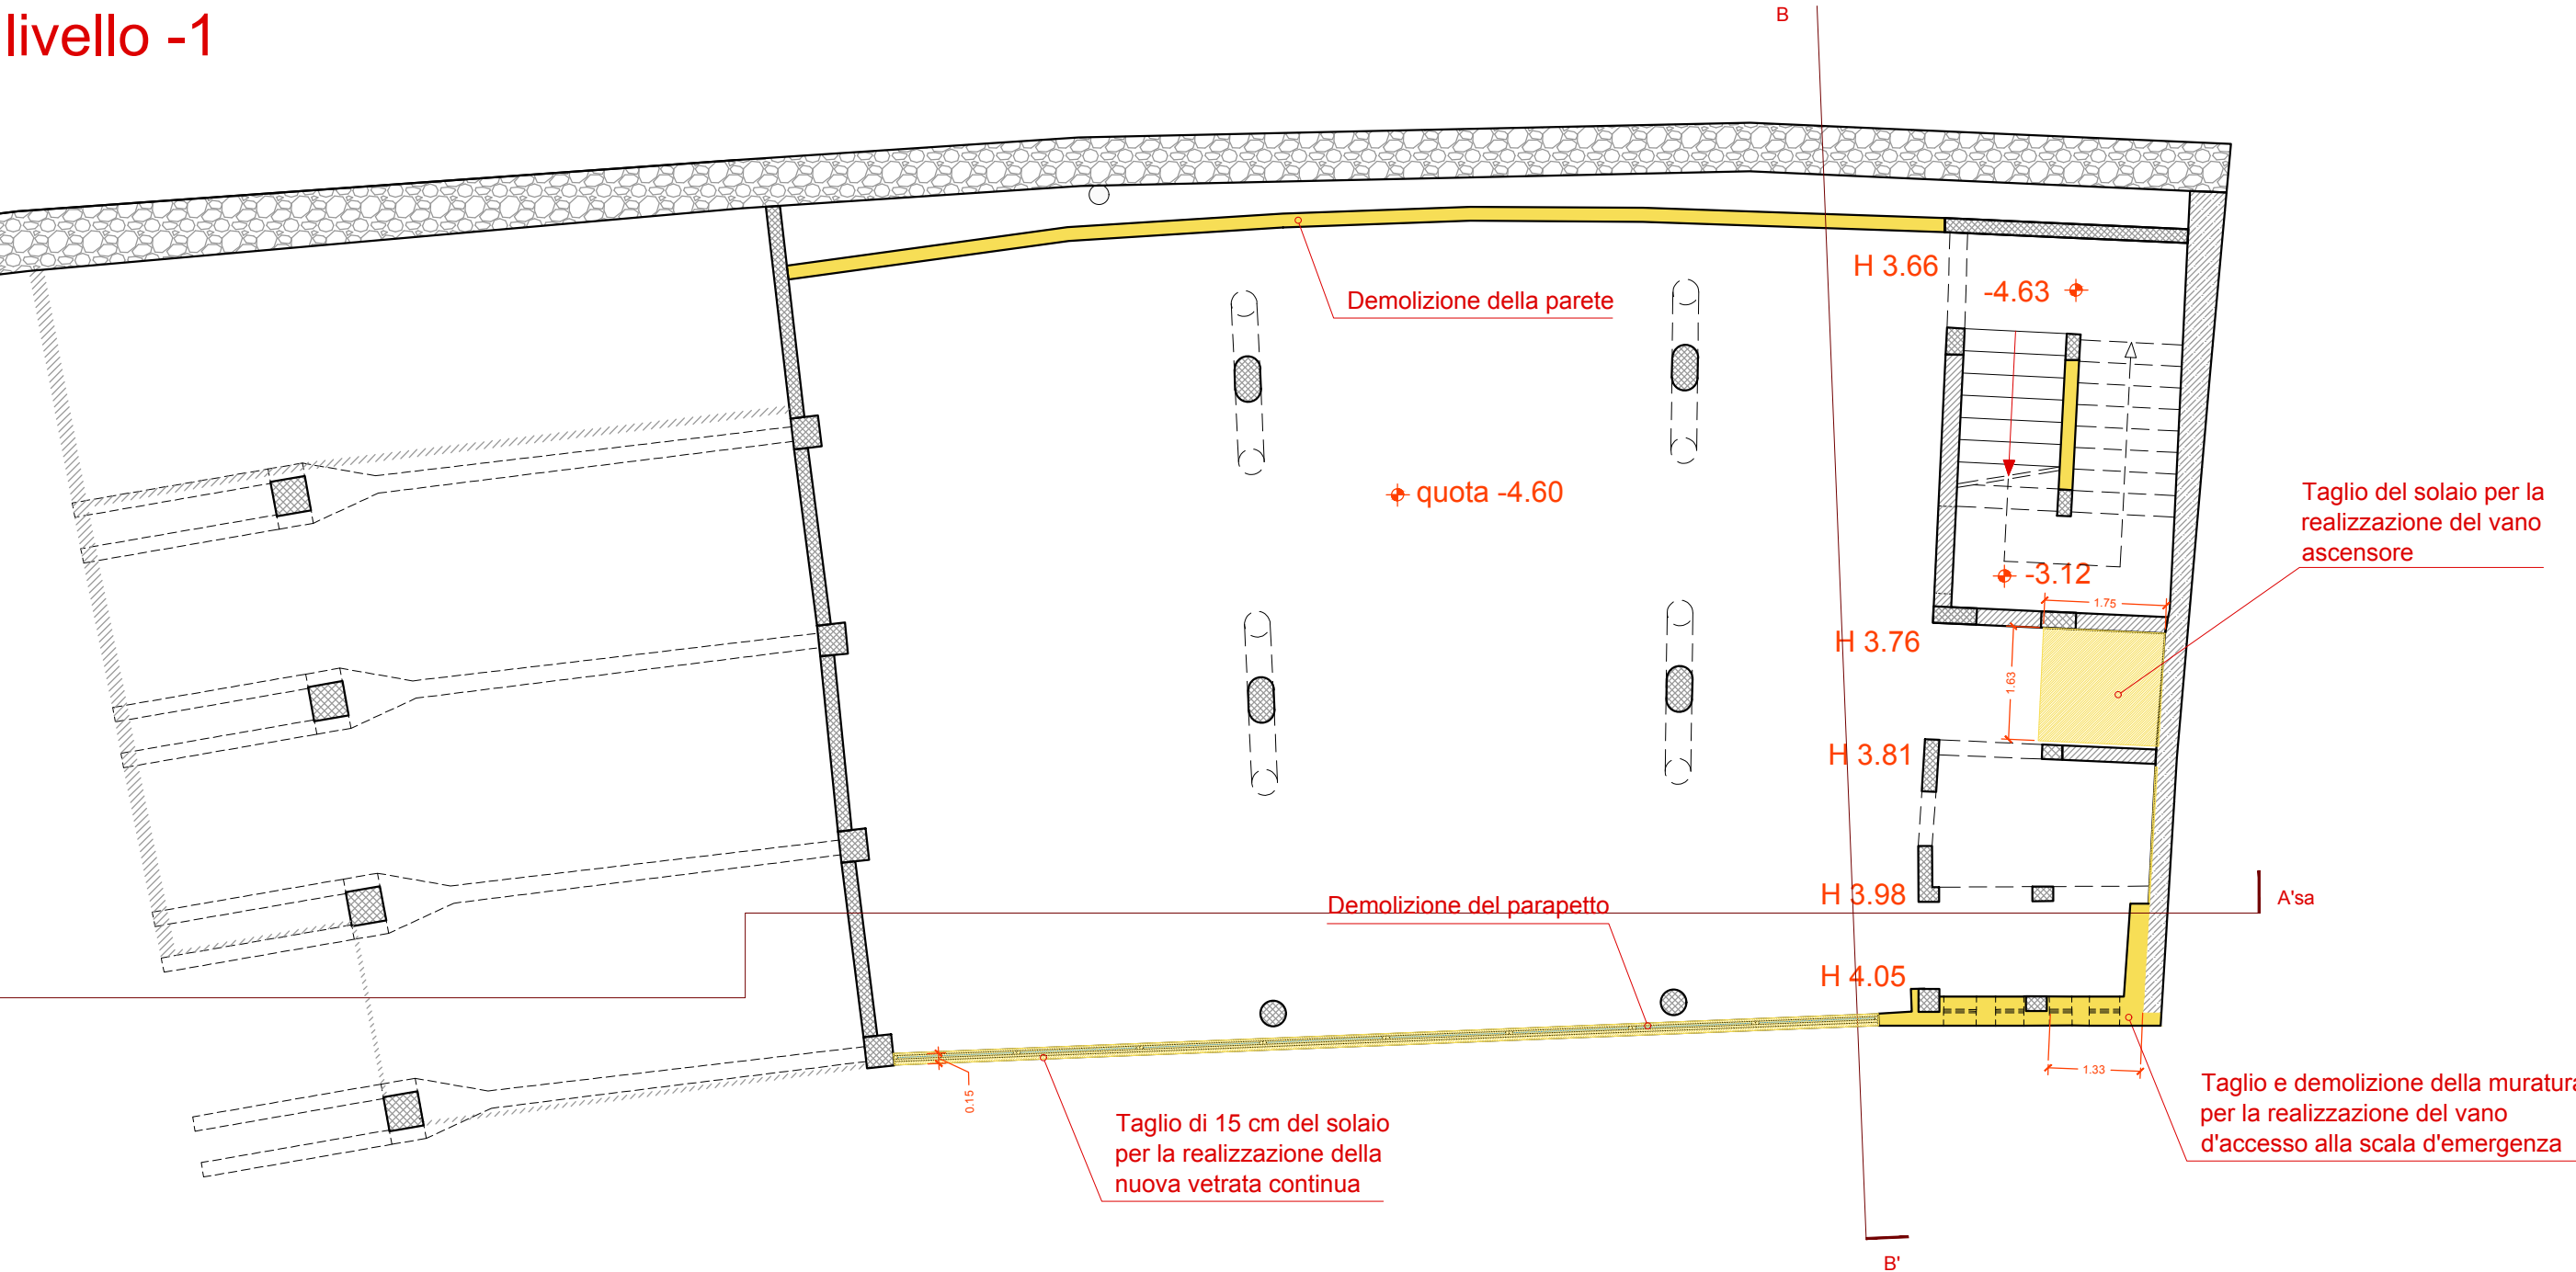 livello -1
B
H 3.66
-4.63
Demolizione della parete
quota -4.60
Taglio del solaio per la
realizzazione del vano
ascensore
-3.12
1.75
H 3.76
1.63
H 3.81
H 3.98
Demolizione del parapetto
A'sa
H 4.05
0.15
1.33
Taglio di 15 cm del solaio
per la realizzazione della
nuova vetrata continua
Taglio e demolizione della muratura
per la realizzazione del vano
d'accesso alla scala d'emergenza
B'